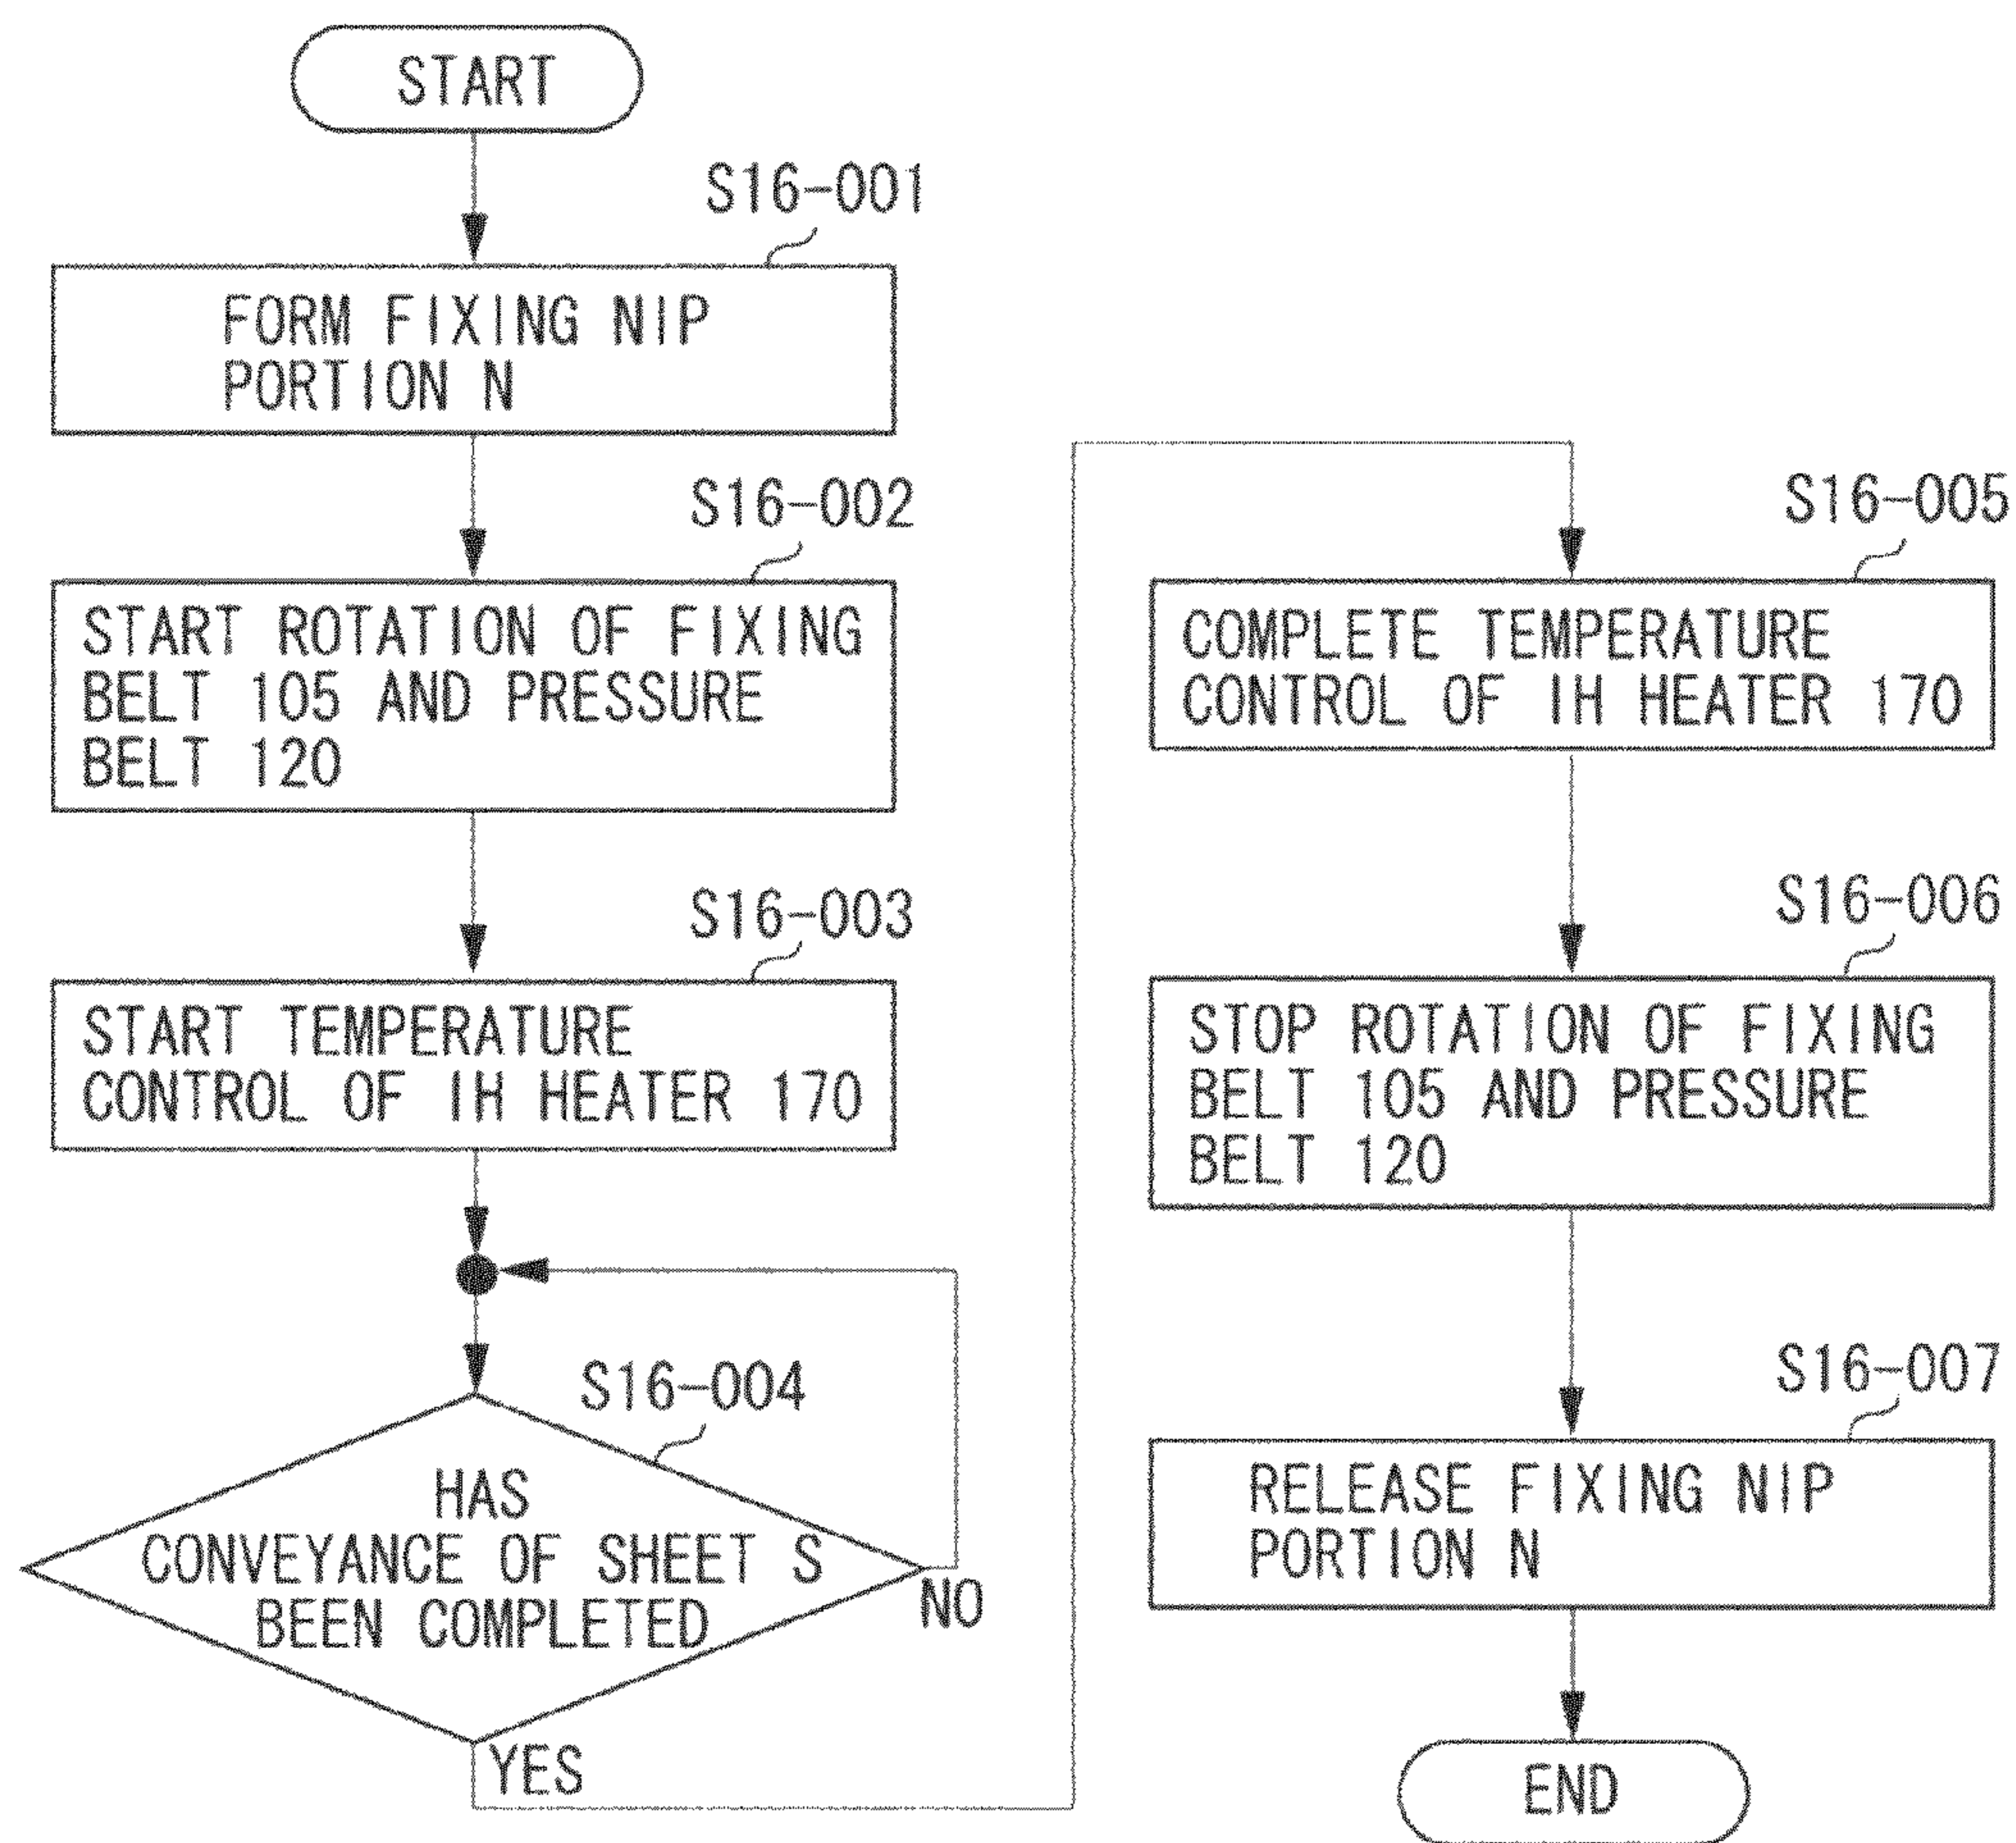 START
S16-001
FORM FIXING NIP
PORTION N
S16-002
START ROTATION OF FIXING
BELT 105 AND PRESSURE
BELT 120
S16-003
START TEMPERATURE
CONTROL OF IH HEATER 170
S16-004
HAS
CONVEYANCE OF SHEET S
BEEN COMPLETED
NO
YES
S16-005
COMPLETE TEMPERATURE
CONTROL OF IH HEATER 170
S16-006
STOP ROTATION OF FIXING
BELT 105 AND PRESSURE
BELT 120
S16-007
RELEASE FIXING NIP
PORTION N
END